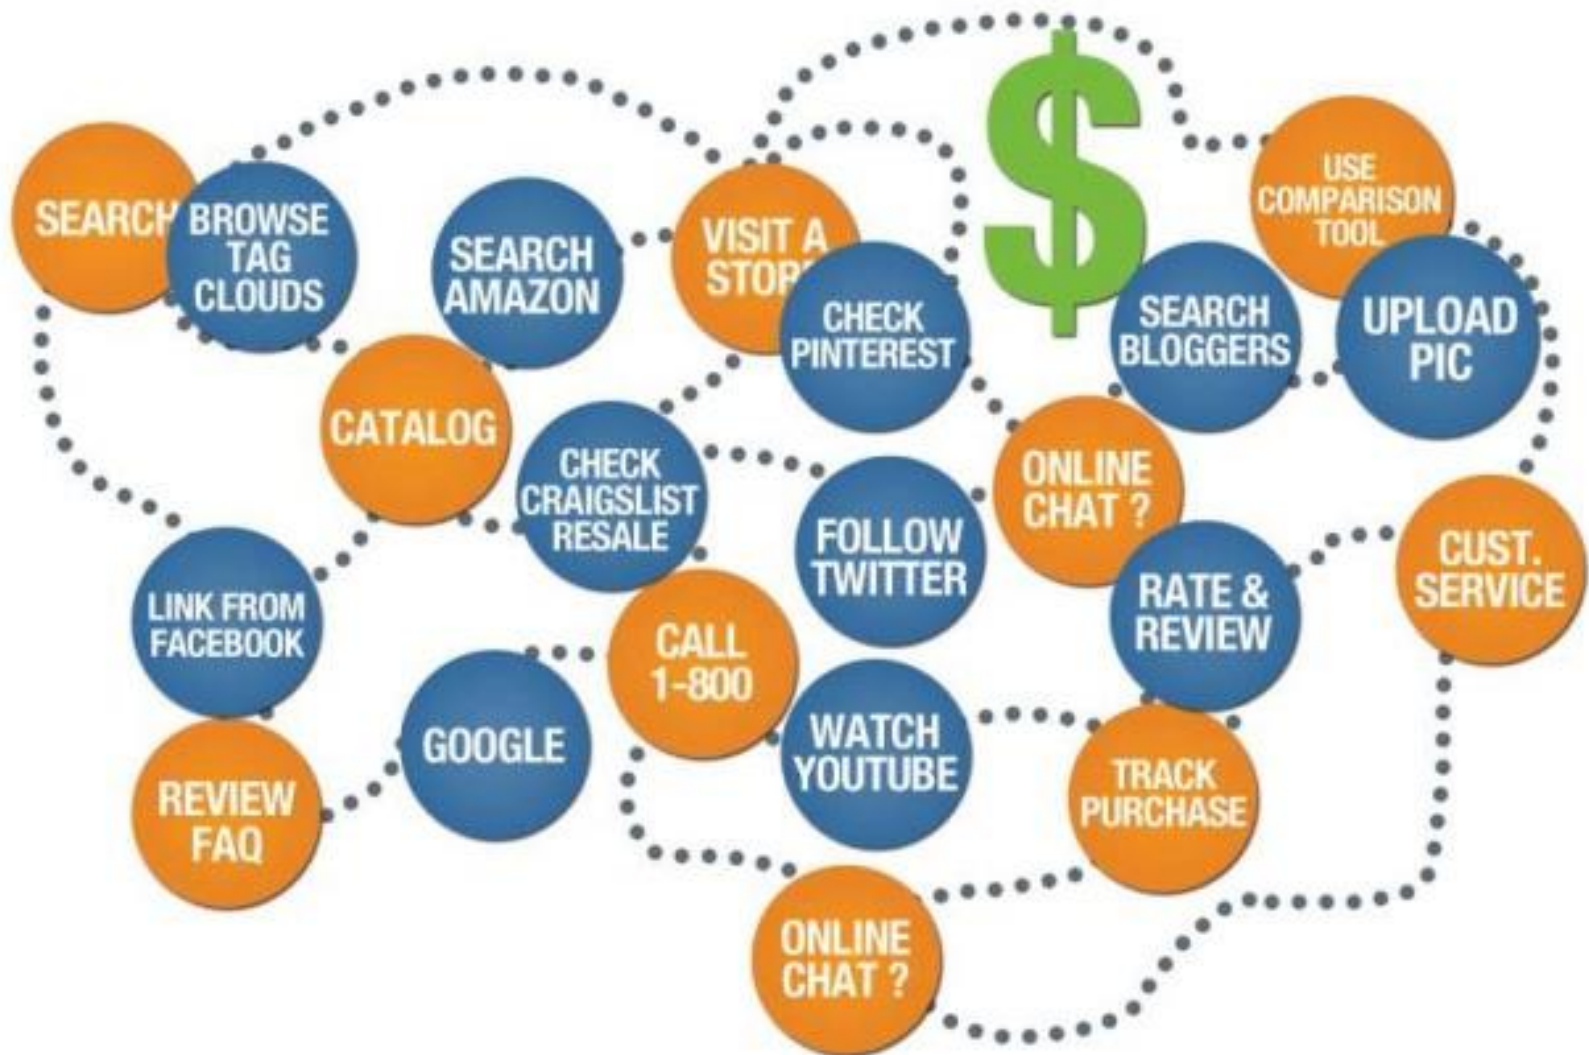 $
USE
COMPARISON
TOOL
SEARCH
BROWSE
TAG
CLOUDS
SEARCH
AMAZON
VISIT A
STOR
CHECK
PINTEREST
SEARCH
BLOGGERS
UPLOAD
PIC
CATALOG
CHECK
CRAIGSLIST
RESALE
ONLINE
CHAT ?
FOLLOW
TWITTER
CUST.
SERVICE
LINK FROM
FACEBOOK
RATE &
REVIEW
CALL
1-800
GOOGLE
WATCH
YOUTUBE
REVIEW
FAQ
TRACK
PURCHASE
ONLINE
CHAT ?